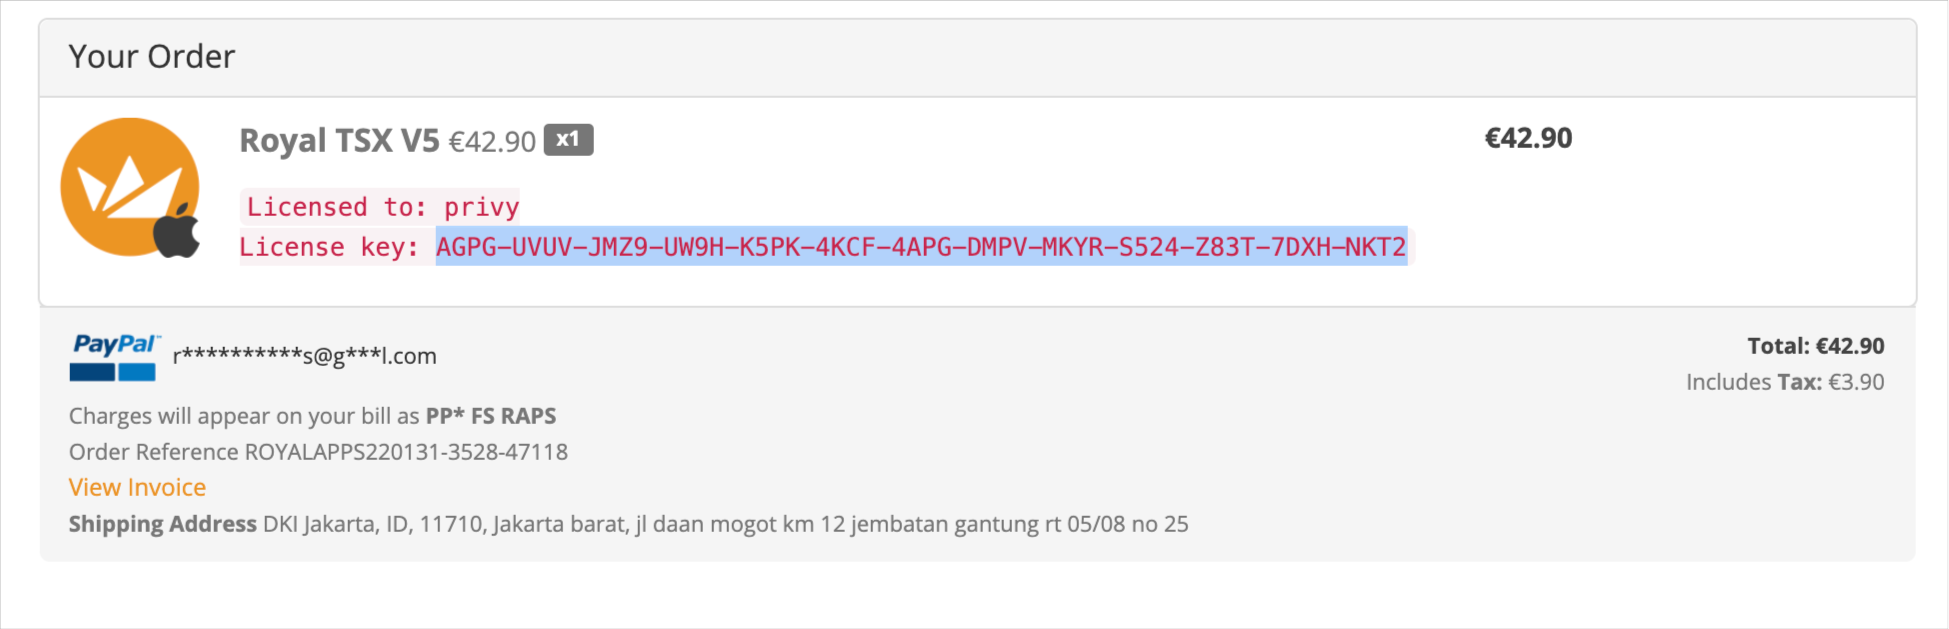 Your Order
Royal TSX V5 €42.90 x1 €42.90
Licensed to: privy
License key: AGPG-UVUV-JMZ9-UW9H-K5PK-4KCF-4APG-DMPV-MKYR-S524-Z83T-7DXH-NKT2
PayPal™ r**********s@g***l.com
Total: €42.90
Includes Tax: €3.90
Charges will appear on your bill as PP* FS RAPS
Order Reference ROYALAPPS220131-3528-47118
View Invoice
Shipping Address DKI Jakarta, ID, 11710, Jakarta barat, jl daan mogot km 12 jembatan gantung rt 05/08 no 25